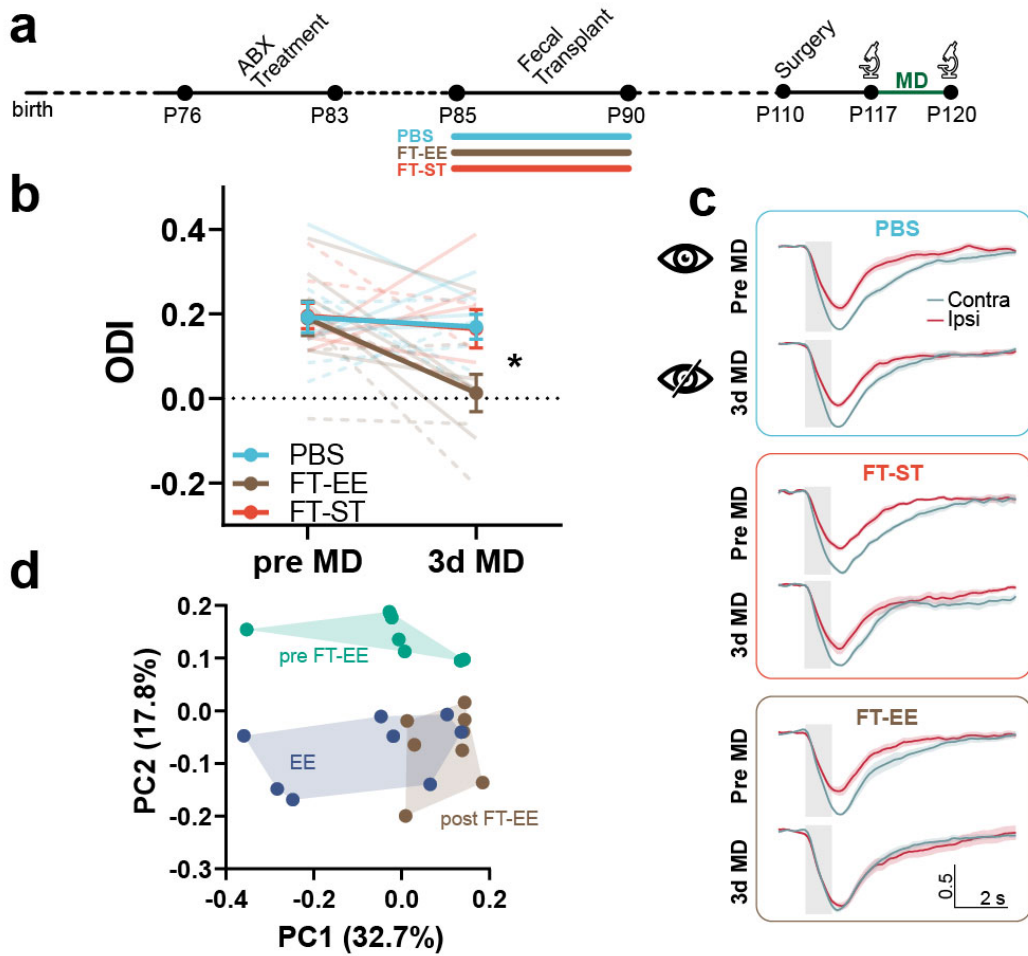 a
ABX
Treatment
Fecal
Transplant
Surgery
MD
birth
P76
P83
P85
P90
P110
P117
P120
PBS
FT-EE
FT-ST
b
ODI
0.4
0.2
0.0
-0.2
*
PBS
FT-EE
FT-ST
pre MD
3d MD
c
PBS
Pre MD
3d MD
Contra
Ipsi
FT-ST
Pre MD
3d MD
FT-EE
Pre MD
3d MD
0.5
2 s
d
PC2 (17.8%)
0.2
0.1
0.0
-0.1
-0.2
-0.3
pre FT-EE
EE
post FT-EE
-0.4
-0.2
0.0
0.2
PC1 (32.7%)